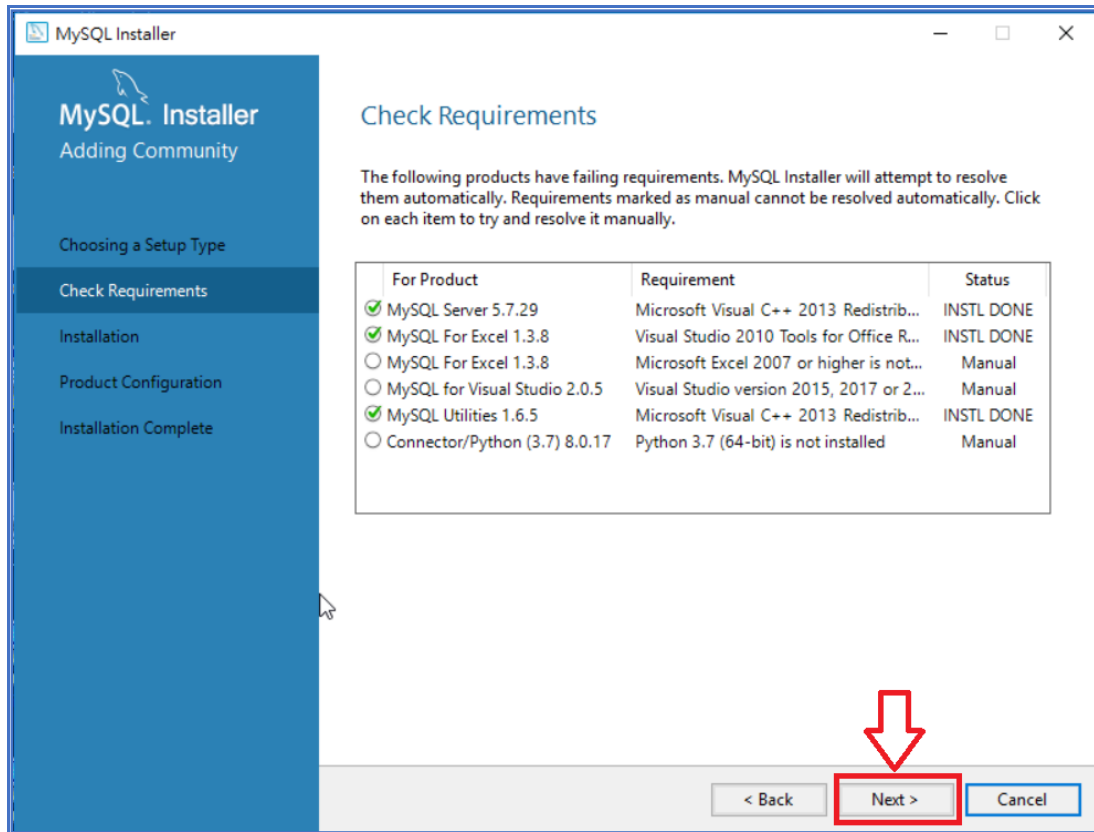 MySQL Installer
MySQL. Installer
Adding Community
Choosing a Setup Type
Check Requirements
Installation
Product Configuration
Installation Complete
Check Requirements
The following products have failing requirements. MySQL Installer will attempt to resolve
them automatically. Requirements marked as manual cannot be resolved automatically. Click
on each item to try and resolve it manually.
For Product Requirement Status
MySQL Server 5.7.29 Microsoft Visual C++ 2013 Redistrib... INSTL DONE
MySQL For Excel 1.3.8 Visual Studio 2010 Tools for Office R... INSTL DONE
MySQL For Excel 1.3.8 Microsoft Excel 2007 or higher is not... Manual
MySQL for Visual Studio 2.0.5 Visual Studio version 2015, 2017 or 2... Manual
MySQL Utilities 1.6.5 Microsoft Visual C++ 2013 Redistrib... INSTL DONE
Connector/Python (3.7) 8.0.17 Python 3.7 (64-bit) is not installed Manual
< Back Next > Cancel